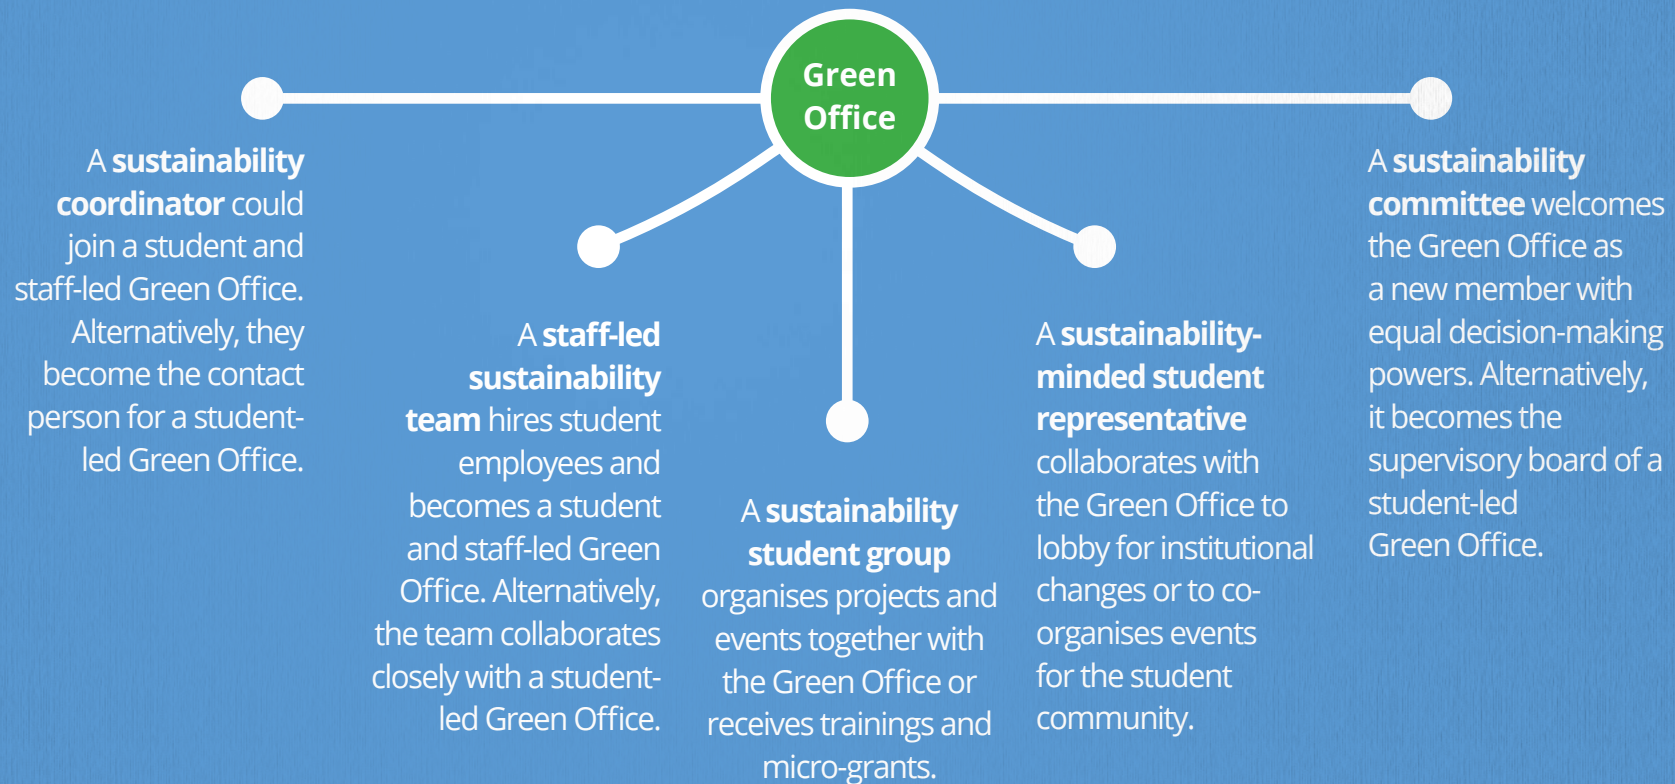 Green
Office
A sustainability
coordinator could
join a student and
staff-led Green Office.
Alternatively, they
become the contact
person for a student-
led Green Office.
A staff-led
sustainability
team hires student
employees and
becomes a student
and staff-led Green
Office. Alternatively,
the team collaborates
closely with a student-
led Green Office.
A sustainability
student group
organises projects and
events together with
the Green Office or
receives trainings and
micro-grants.
A sustainability-
minded student
representative
collaborates with
the Green Office to
lobby for institutional
changes or to co-
organises events
for the student
community.
A sustainability
committee welcomes
the Green Office as
a new member with
equal decision-making
powers. Alternatively,
it becomes the
supervisory board of a
student-led
Green Office.